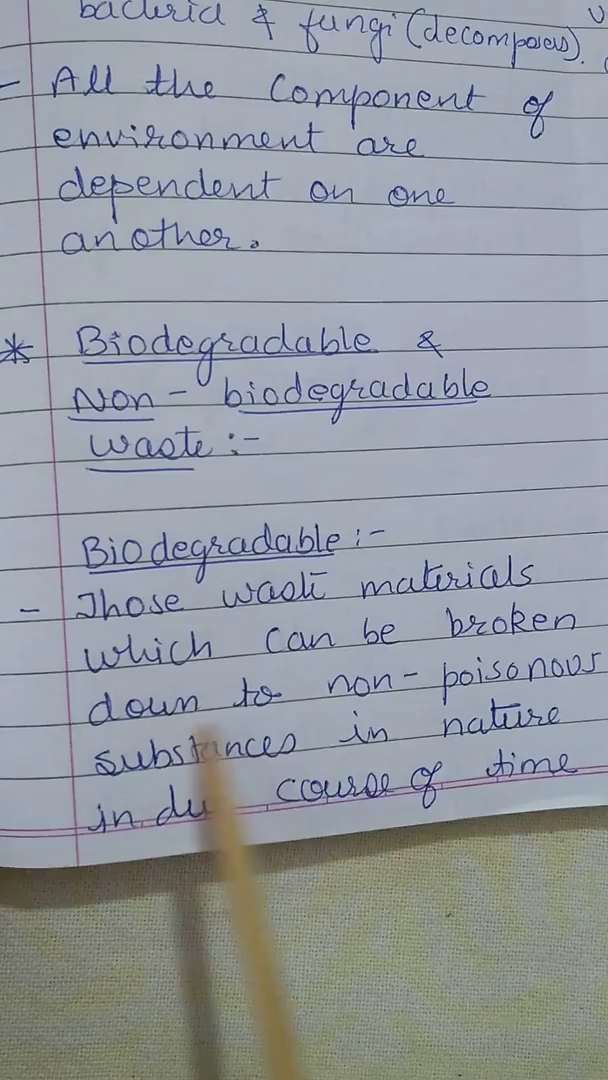 bacteria & fungi (decomposers).
- All the component of
environment are
dependent on one
another.
* Biodegradable &
Non - biodegradable
waste :-
Biodegradable :-
- Those waste materials
which can be broken
down to non - poisonous
substances in nature
in du course of time